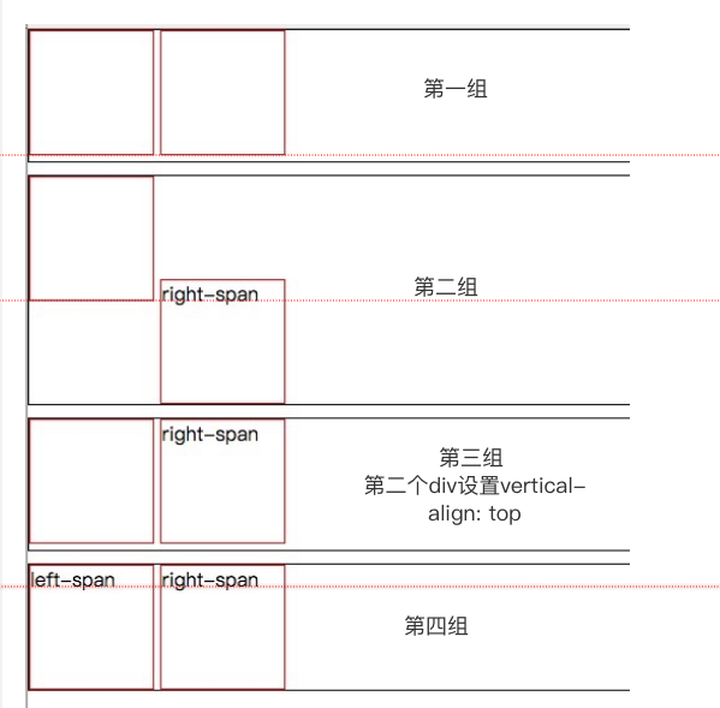 第一组
right-span
第二组
right-span
第三组
第二个div设置vertical-
align: top
left-span
right-span
第四组